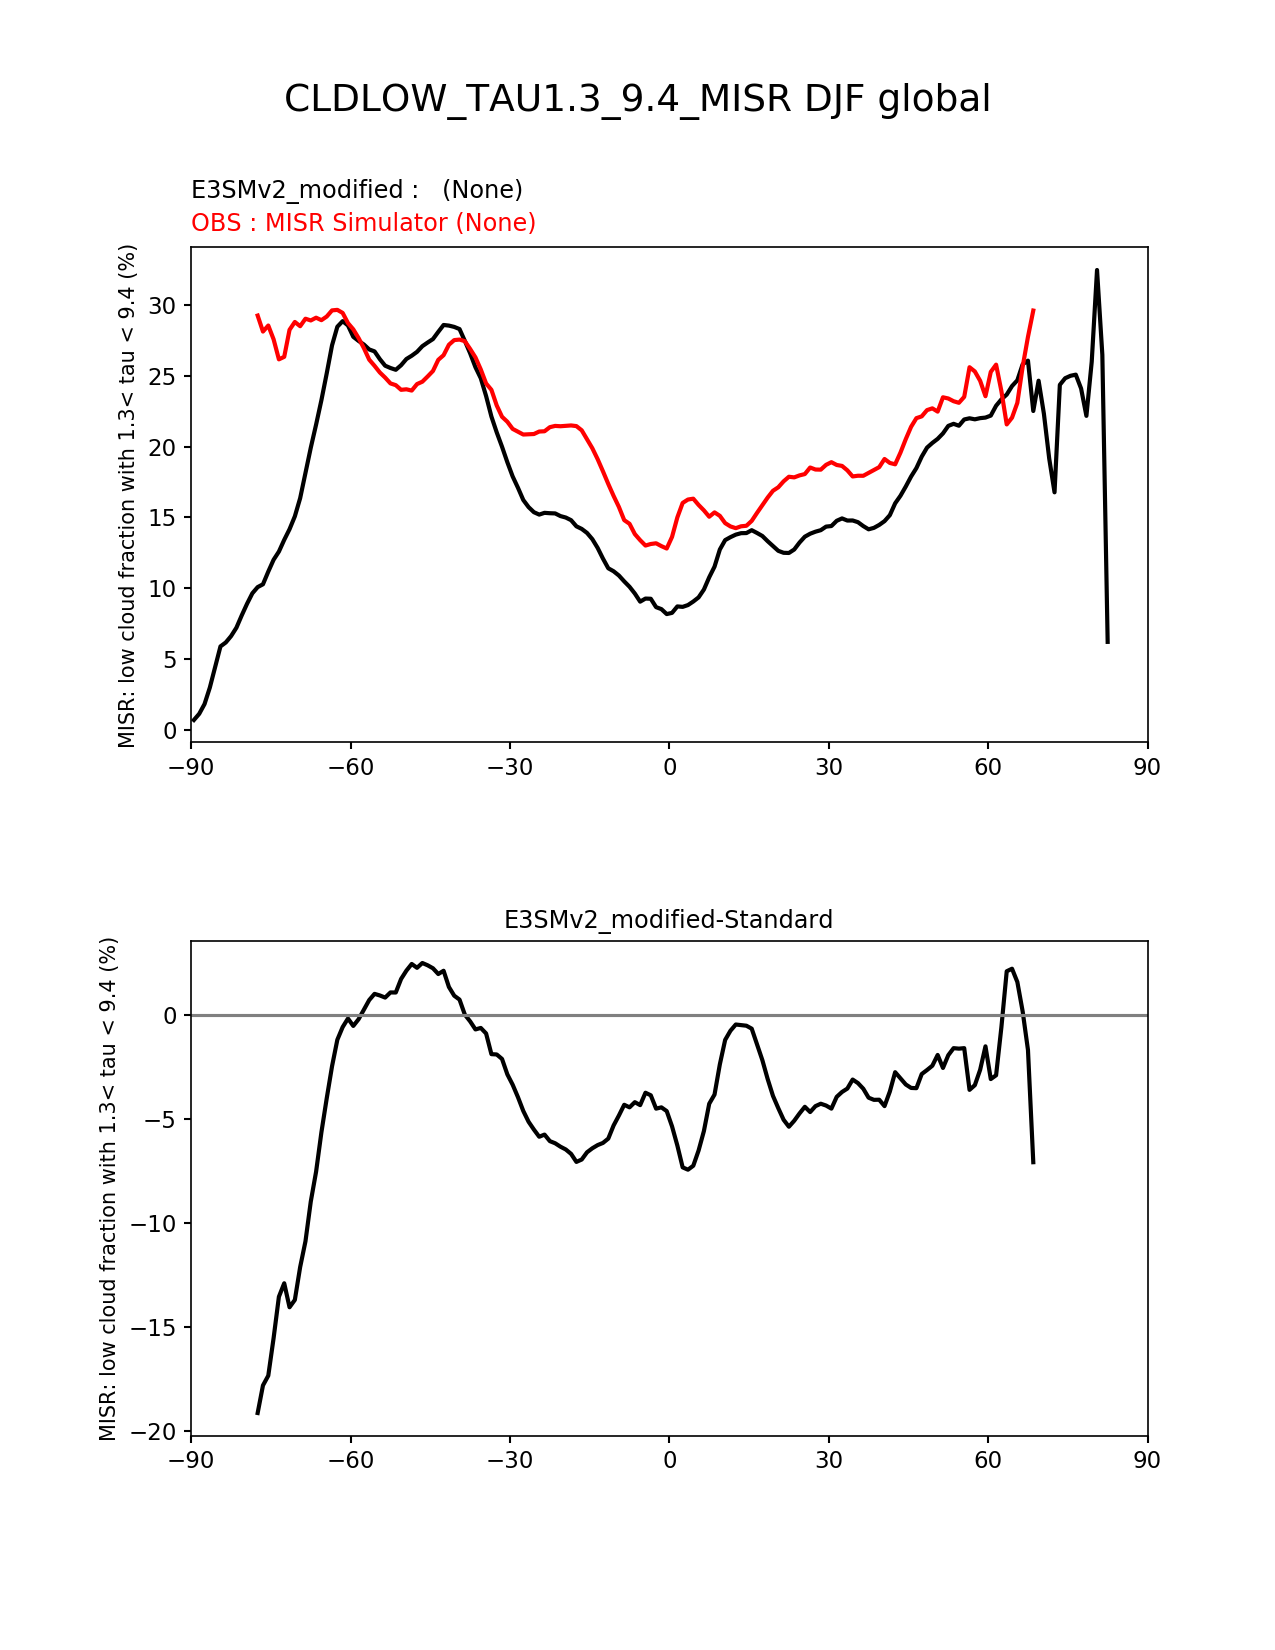 CLDLOW_TAU1.3_9.4_MISR DJF global
E3SMv2_modified :   (None)
OBS : MISR Simulator (None)
MISR: low cloud fraction with 1.3< tau < 9.4 (%)
30
25
20
15
10
5
0
−90 −60 −30 0 30 60 90
E3SMv2_modified-Standard
MISR: low cloud fraction with 1.3< tau < 9.4 (%)
0
−5
−10
−15
−20
−90 −60 −30 0 30 60 90